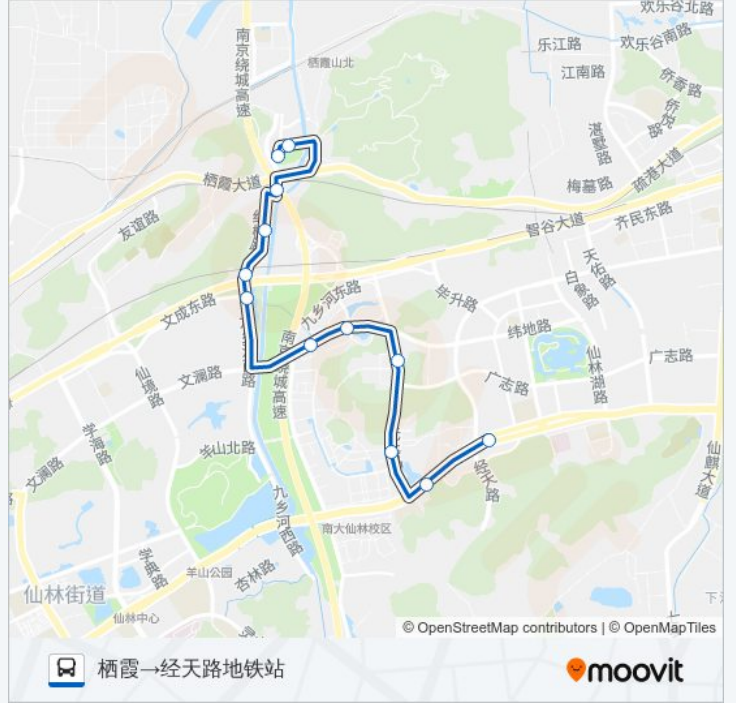 欢乐谷北路
南京绕城高速
乐江路
欢乐谷南路
栖霞山北
江南路
侨香路
侨悦路
湛墅路
疏港大道
栖霞大道
梅墓路
友谊路
智谷大道
齐民东路
天佑路
白象路
九乡河东路
毕升路
文成东路
纬地路
南京绕城高速
仙林湖路
广志路
仙境路
文澜路
广志路
学海路
羊山北路
仙麒大道
文澜路
经天路
九乡河西路
南大仙林校区
学典路
羊山公园
杏林路
仙林街道
仙林中心
© OpenStreetMap contributors | © OpenMapTiles
栖霞→经天路地铁站
moovit